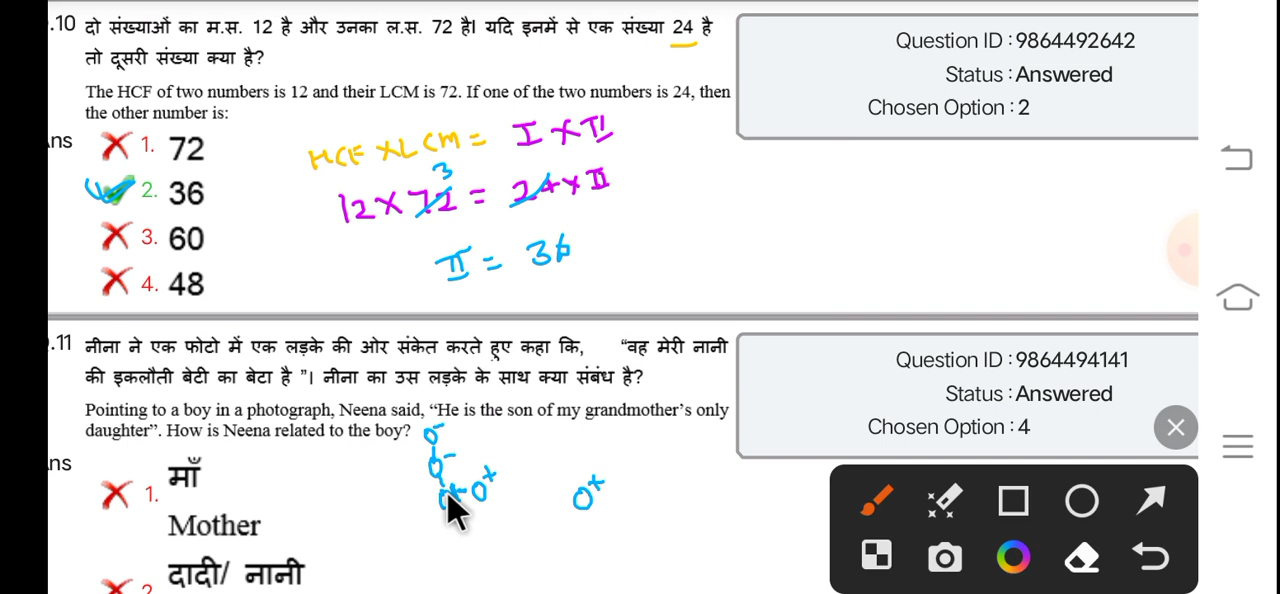 .10 दो संख्याओं का म.स. 12 है और उनका ल.स. 72 है। यदि इनमें से एक संख्या 24 है
तो दूसरी संख्या क्या है?
The HCF of two numbers is 12 and their LCM is 72. If one of the two numbers is 24, then
the other number is:
ns
1. 72
2. 36
3. 60
4. 48
HCF X LCM = I X II
12 X 72 = 24 X II
3
II = 36
Question ID : 9864492642
Status : Answered
Chosen Option : 2
.11 नीना ने एक फोटो में एक लड़के की ओर संकेत करते हुए कहा कि, “वह मेरी नानी
की इकलौती बेटी का बेटा है ”। नीना का उस लड़के के साथ क्या संबंध है?
Pointing to a boy in a photograph, Neena said, “He is the son of my grandmother’s only
daughter”. How is Neena related to the boy?
ns
1. माँ
Mother
2. दादी/ नानी
Question ID : 9864494141
Status : Answered
Chosen Option : 4